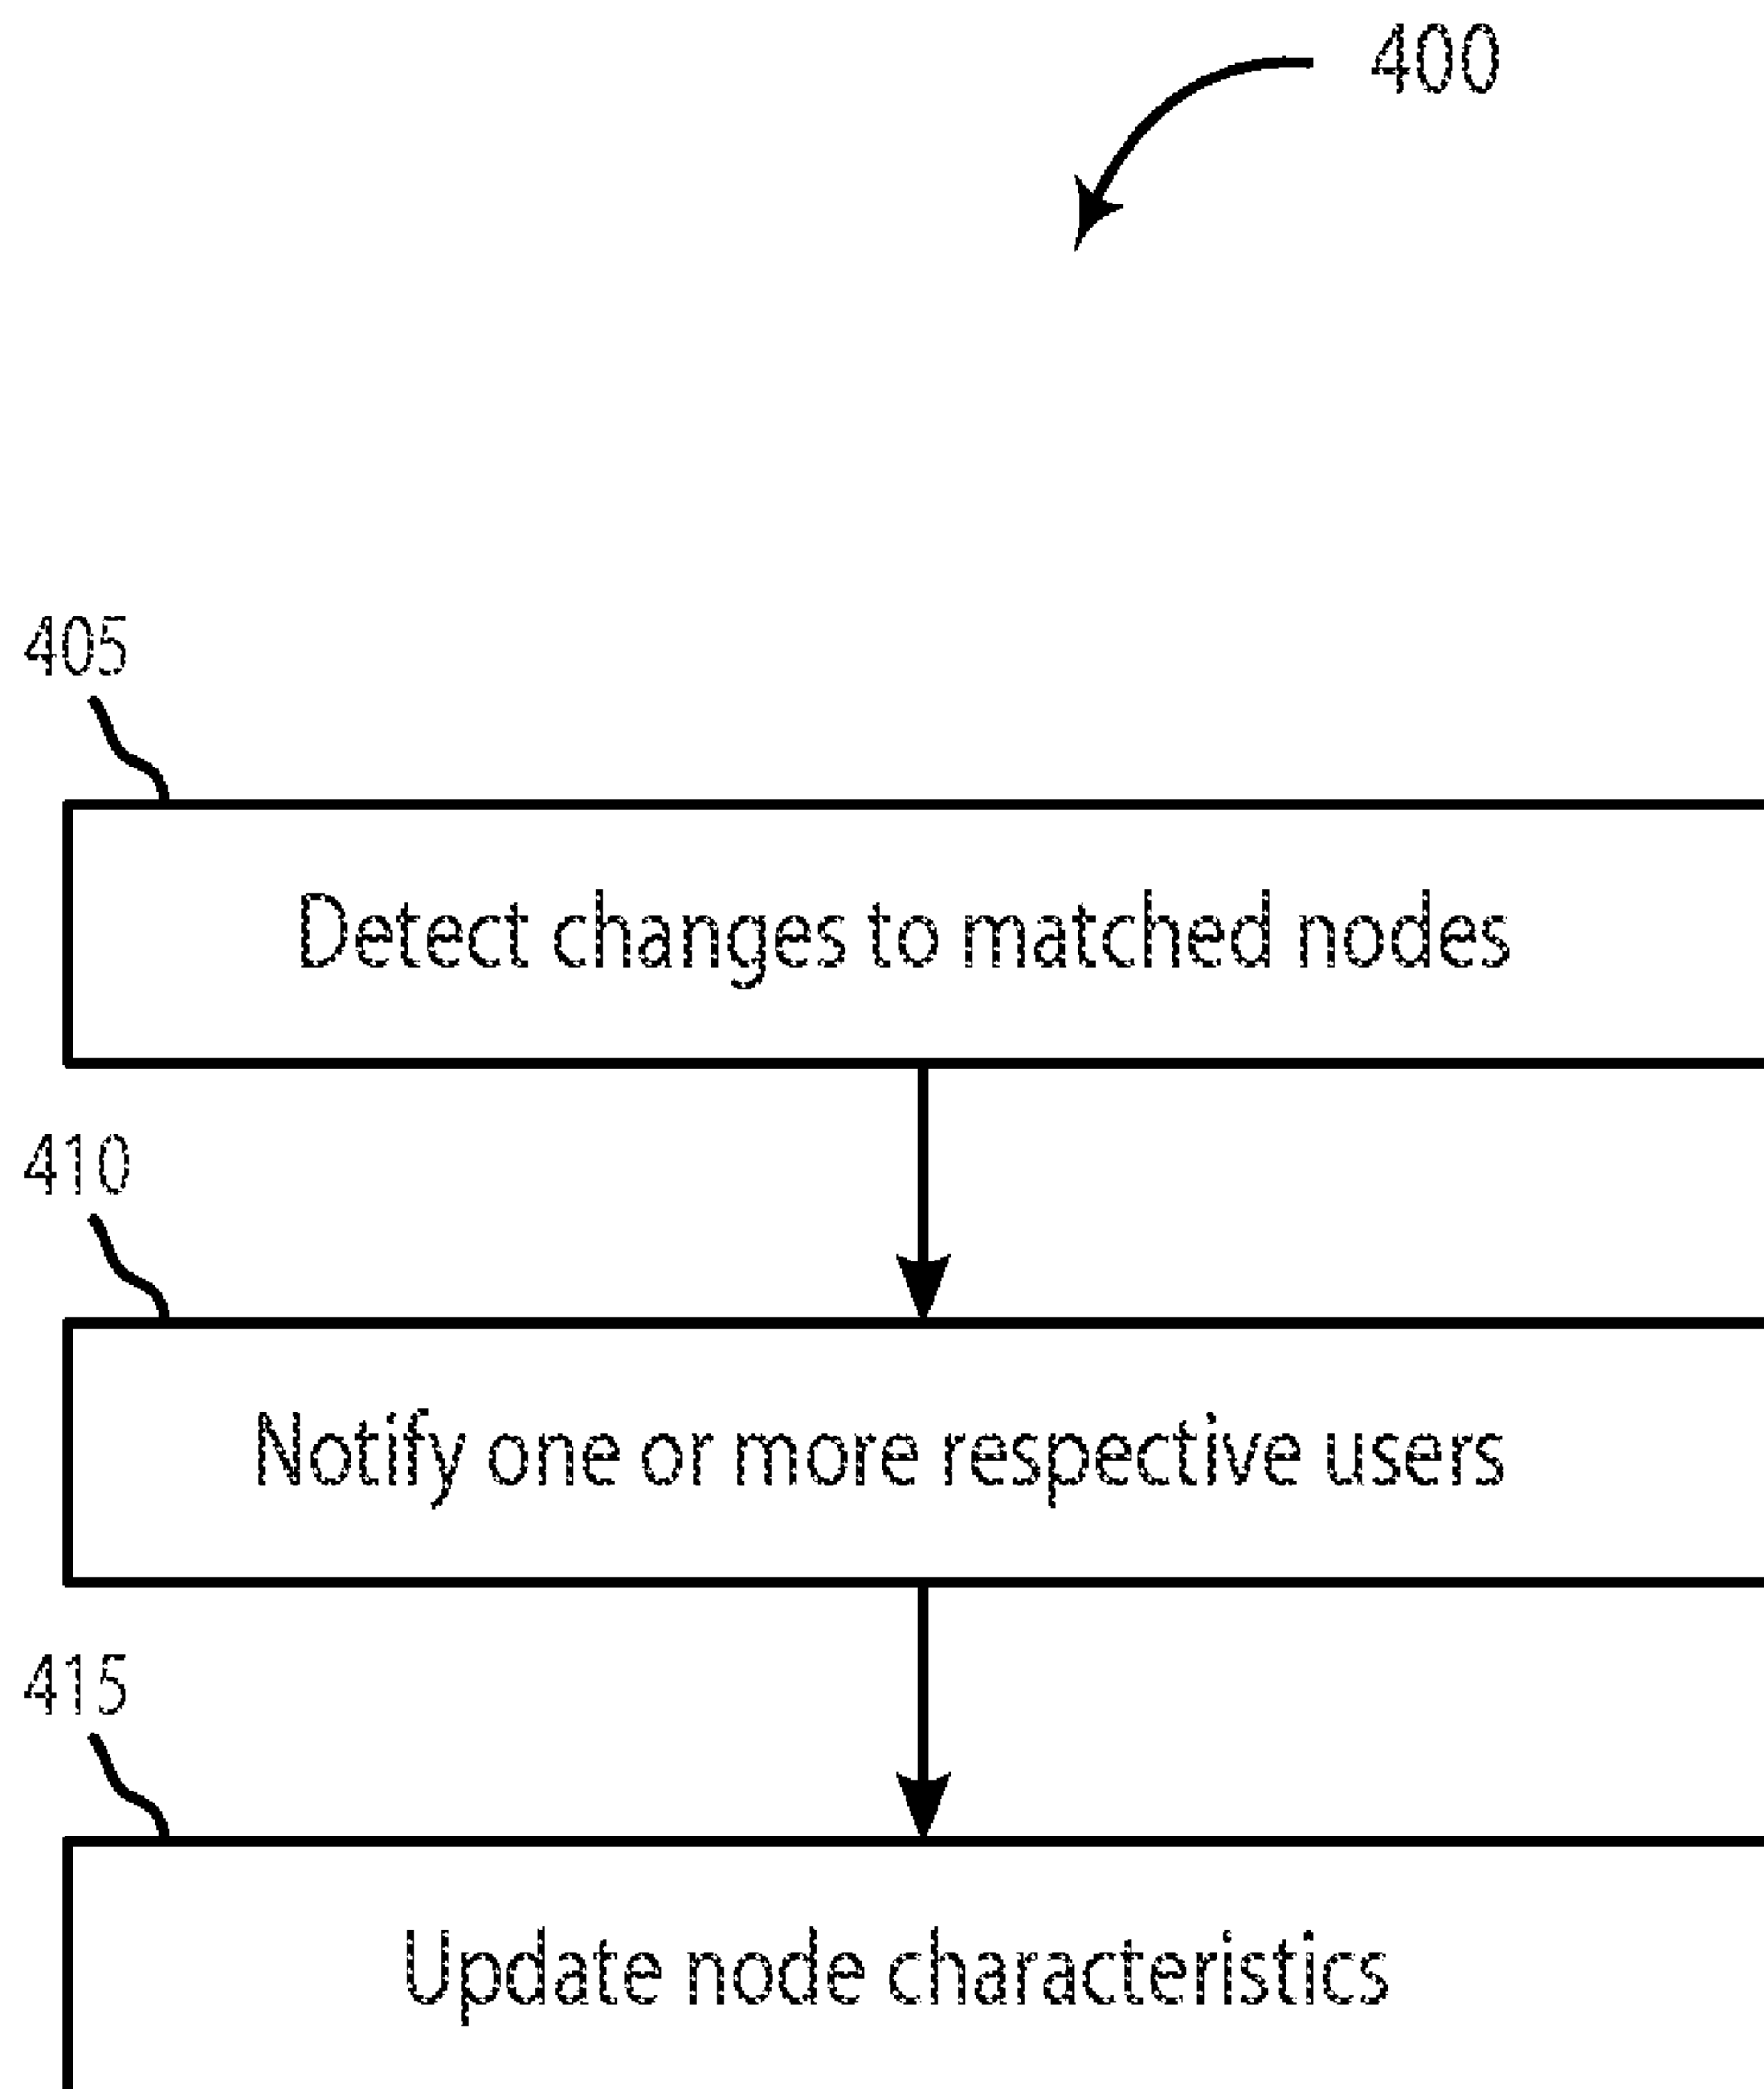 400
405
Detect changes to matched nodes
410
Notify one or more respective users
415
Update node characteristics